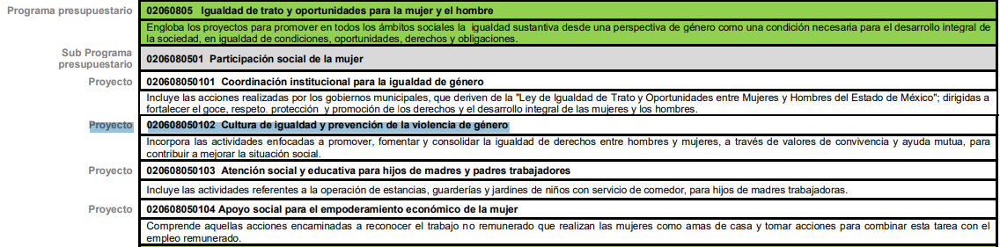 Programa presupuestario 02060805 Igualdad de trato y oportunidades para la mujer y el hombre
Engloba los proyectos para promover en todos los ámbitos sociales la igualdad sustantiva desde una perspectiva de género como una condición necesaria para el desarrollo integral de
la sociedad, en igualdad de condiciones, oportunidades, derechos y obligaciones.
Sub Programa
presupuestario
0206080501 Participación social de la mujer
Proyecto 020608050101 Coordinación institucional para la igualdad de género
Incluye las acciones realizadas por los gobiernos municipales, que deriven de la "Ley de Igualdad de Trato y Oportunidades entre Mujeres y Hombres del Estado de México"; dirigidas a
fortalecer el goce, respeto, protección y promoción de los derechos y el desarrollo integral de las mujeres y los hombres.
Proyecto 020608050102 Cultura de igualdad y prevención de la violencia de género
Incorpora las actividades enfocadas a promover, fomentar y consolidar la igualdad de derechos entre hombres y mujeres, a través de valores de convivencia y ayuda mutua, para
contribuir a mejorar la situación social.
Proyecto 020608050103 Atención social y educativa para hijos de madres y padres trabajadores
Incluye las actividades referentes a la operación de estancias, guarderías y jardines de niños con servicio de comedor, para hijos de madres trabajadoras.
Proyecto 020608050104 Apoyo social para el empoderamiento económico de la mujer
Comprende aquellas acciones encaminadas a reconocer el trabajo no remunerado que realizan las mujeres como amas de casa y tomar acciones para combinar esta tarea con el
empleo remunerado.